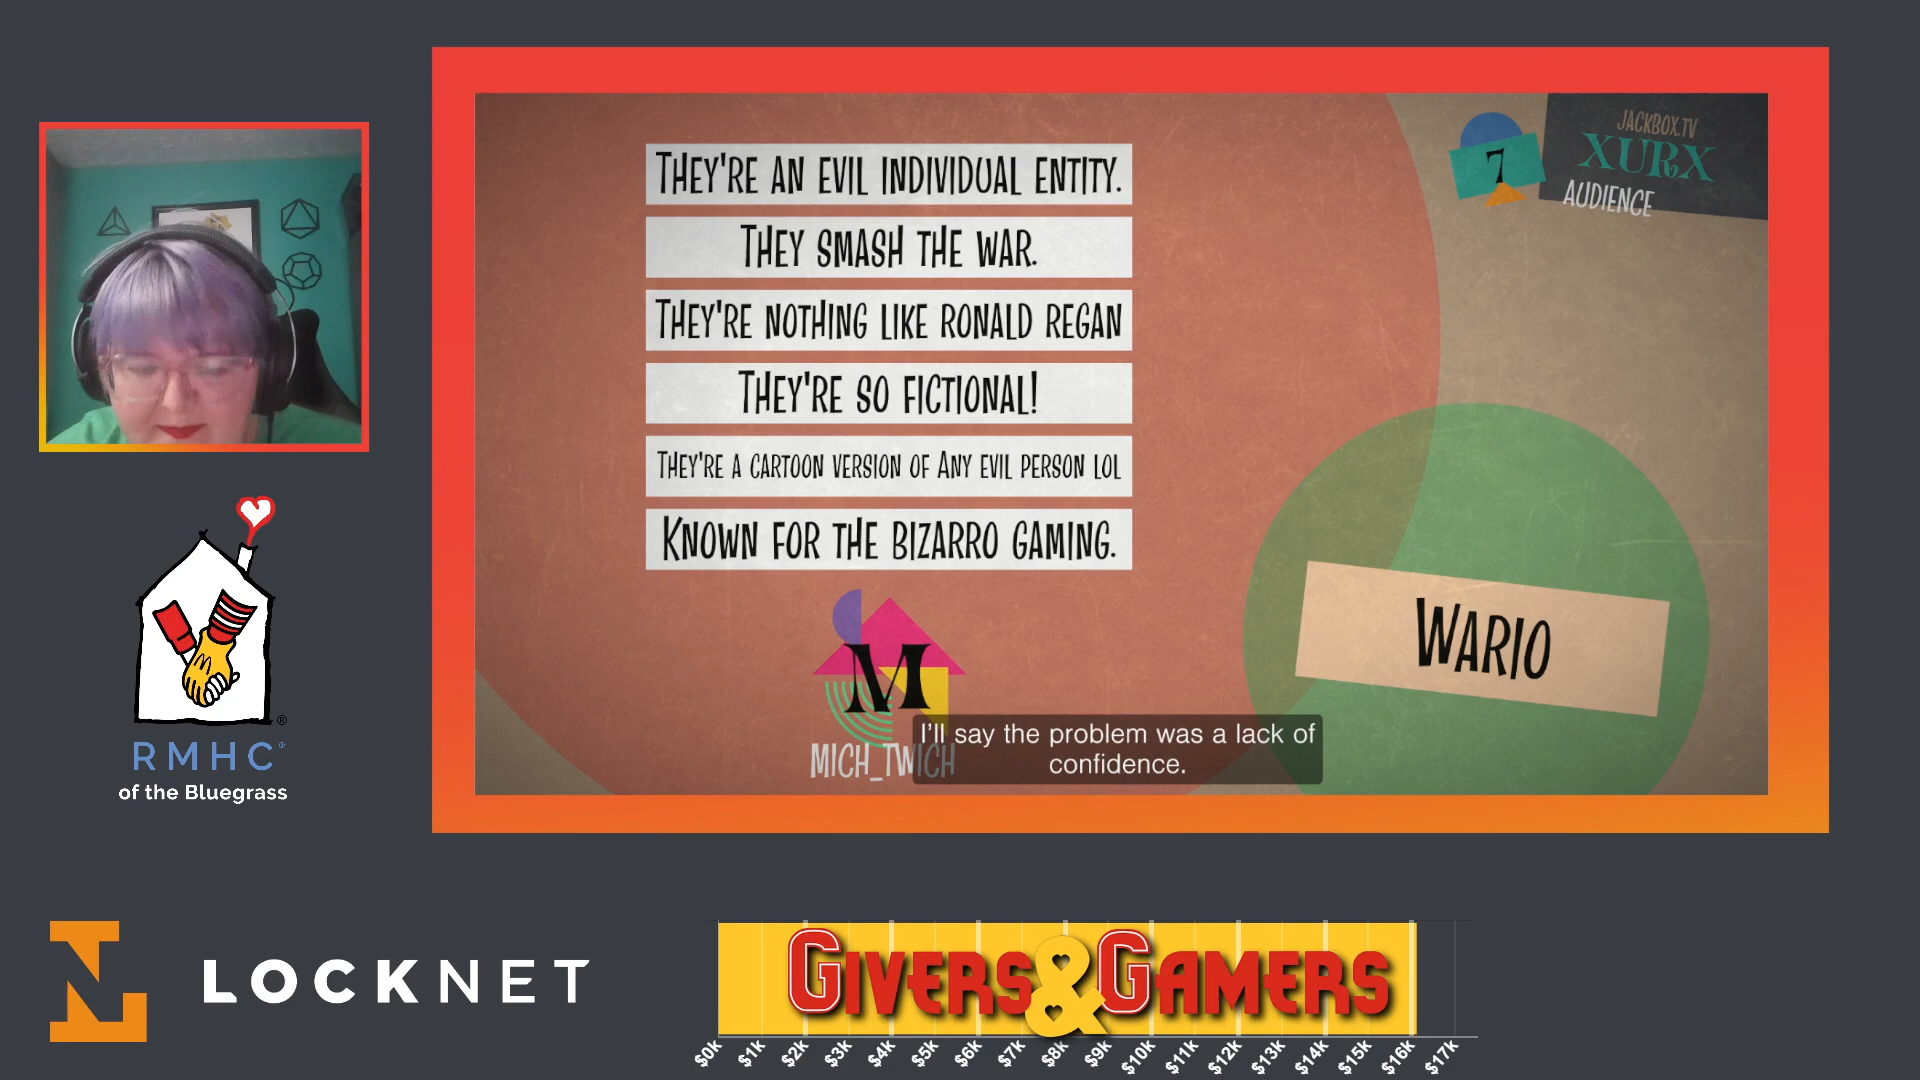 THEY'RE AN EVIL INDIVIDUAL ENTITY.
THEY SMASH THE WAR.
THEY'RE NOTHING LIKE RONALD REGAN
THEY'RE SO FICTIONAL!
THEY'RE A CARTOON VERSION OF ANY EVIL PERSON LOL
KNOWN FOR THE BIZARRO GAMING.
M
MICH_TWICH
I'll say the problem was a lack of
confidence.
7
JACKBOX.TV
XURX
AUDIENCE
WARIO
RMHC®
of the Bluegrass
LOCKNET
GIVERS & GAMERS
$0k $1k $2k $3k $4k $5k $6k $7k $8k $9k $10k $11k $12k $13k $14k $15k $16k $17k